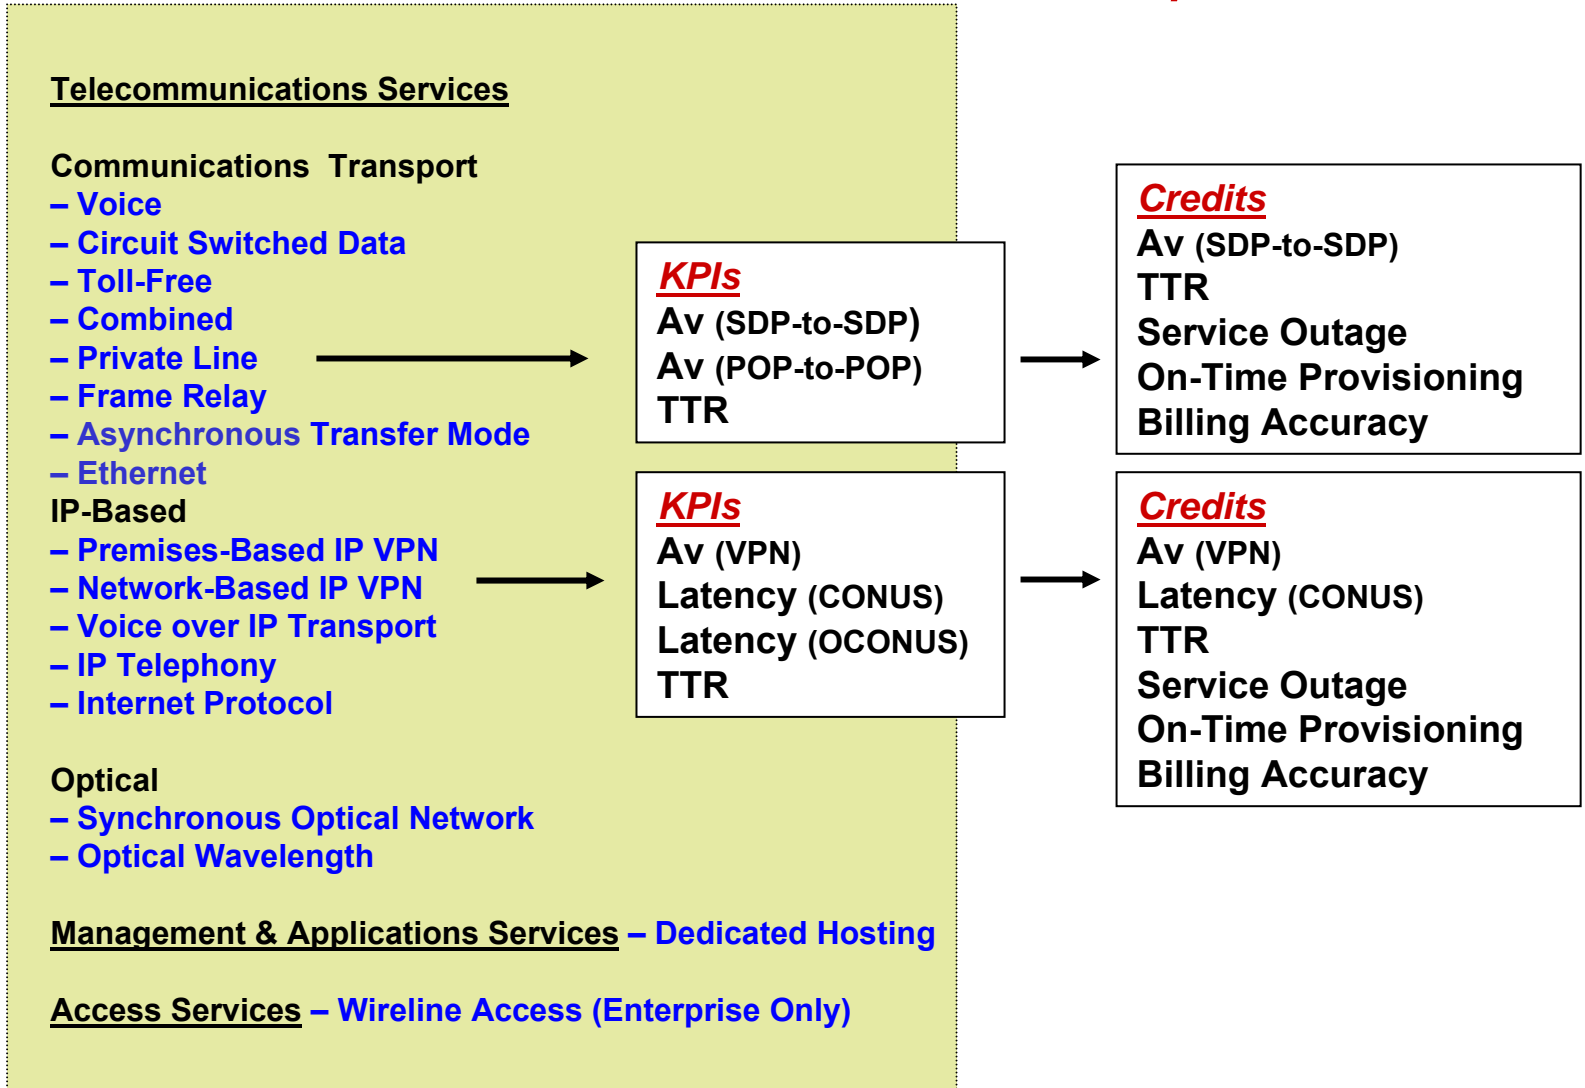 Telecommunications Services
Communications Transport
– Voice
– Circuit Switched Data
– Toll-Free
– Combined
– Private Line
– Frame Relay
– Asynchronous Transfer Mode
– Ethernet
IP-Based
– Premises-Based IP VPN
– Network-Based IP VPN
– Voice over IP Transport
– IP Telephony
– Internet Protocol
Optical
– Synchronous Optical Network
– Optical Wavelength
Management & Applications Services – Dedicated Hosting
Access Services – Wireline Access (Enterprise Only)
KPIs
Av (SDP-to-SDP)
Av (POP-to-POP)
TTR
Credits
Av (SDP-to-SDP)
TTR
Service Outage
On-Time Provisioning
Billing Accuracy
KPIs
Av (VPN)
Latency (CONUS)
Latency (OCONUS)
TTR
Credits
Av (VPN)
Latency (CONUS)
TTR
Service Outage
On-Time Provisioning
Billing Accuracy